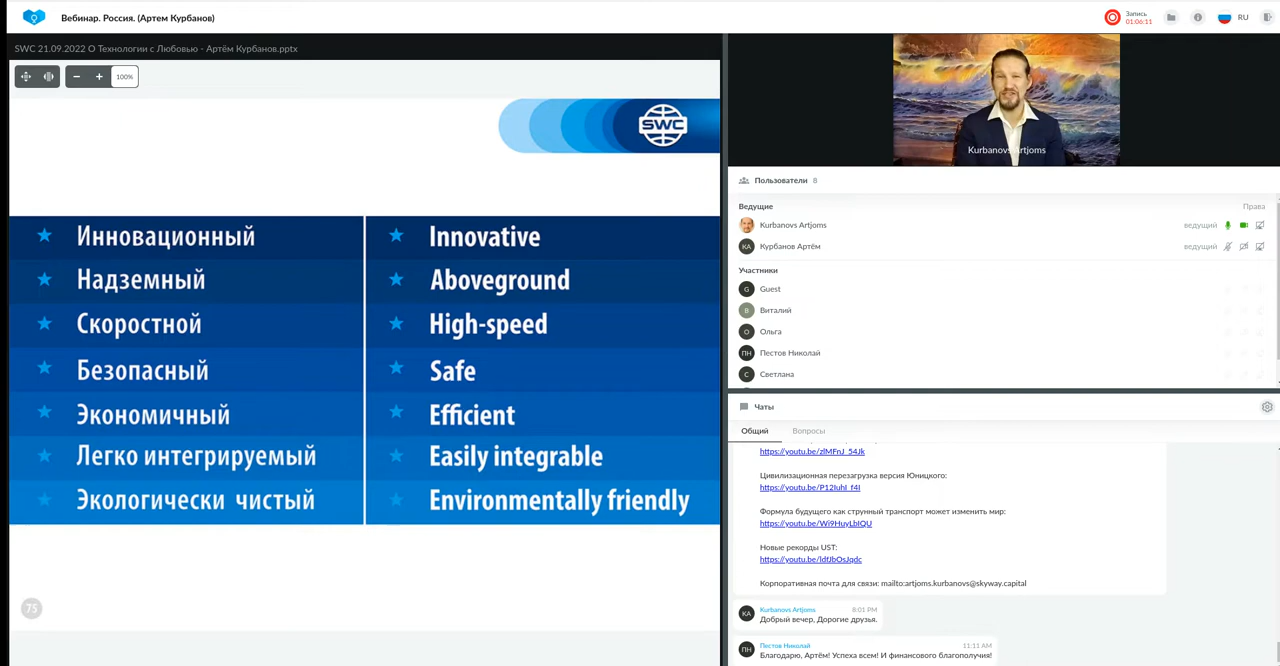 Вебинар. Россия. (Артем Курбанов)
Запись
01:06:11
RU
SWC 21.09.2022 О Технологии с Любовью - Артём Курбанов.pptx
100%
SWC
Инновационный
Innovative
Надземный
Aboveground
Скоростной
High-speed
Безопасный
Safe
Экономичный
Efficient
Легко интегрируемый
Easily integrable
Экологически чистый
Environmentally friendly
75
Kurbanovs Artjoms
Пользователи 8
Ведущие
Права
Kurbanovs Artjoms
ведущий
КА
Курбанов Артём
ведущий
Участники
G
Guest
В
Виталий
О
Ольга
ПН
Пестов Николай
С
Светлана
Чаты
Общий
Вопросы
https://youtu.be/zlMFnJ_54Jk
Цивилизационная перезагрузка версия Юницкого:
https://youtu.be/P12IuhI_f4I
Формула будущего как струнный транспорт может изменить мир:
https://youtu.be/Wi9HuyLbIQU
Новые рекорды UST:
https://youtu.be/ldfJbOsJqdc
Корпоративная почта для связи: mailto:artjoms.kurbanovs@skyway.capital
KA
Kurbanovs Artjoms
8:01 PM
Добрый вечер, Дорогие друзья.
ПН
Пестов Николай
11:11 AM
Благодарю, Артём! Успеха всем! И финансового благополучия!